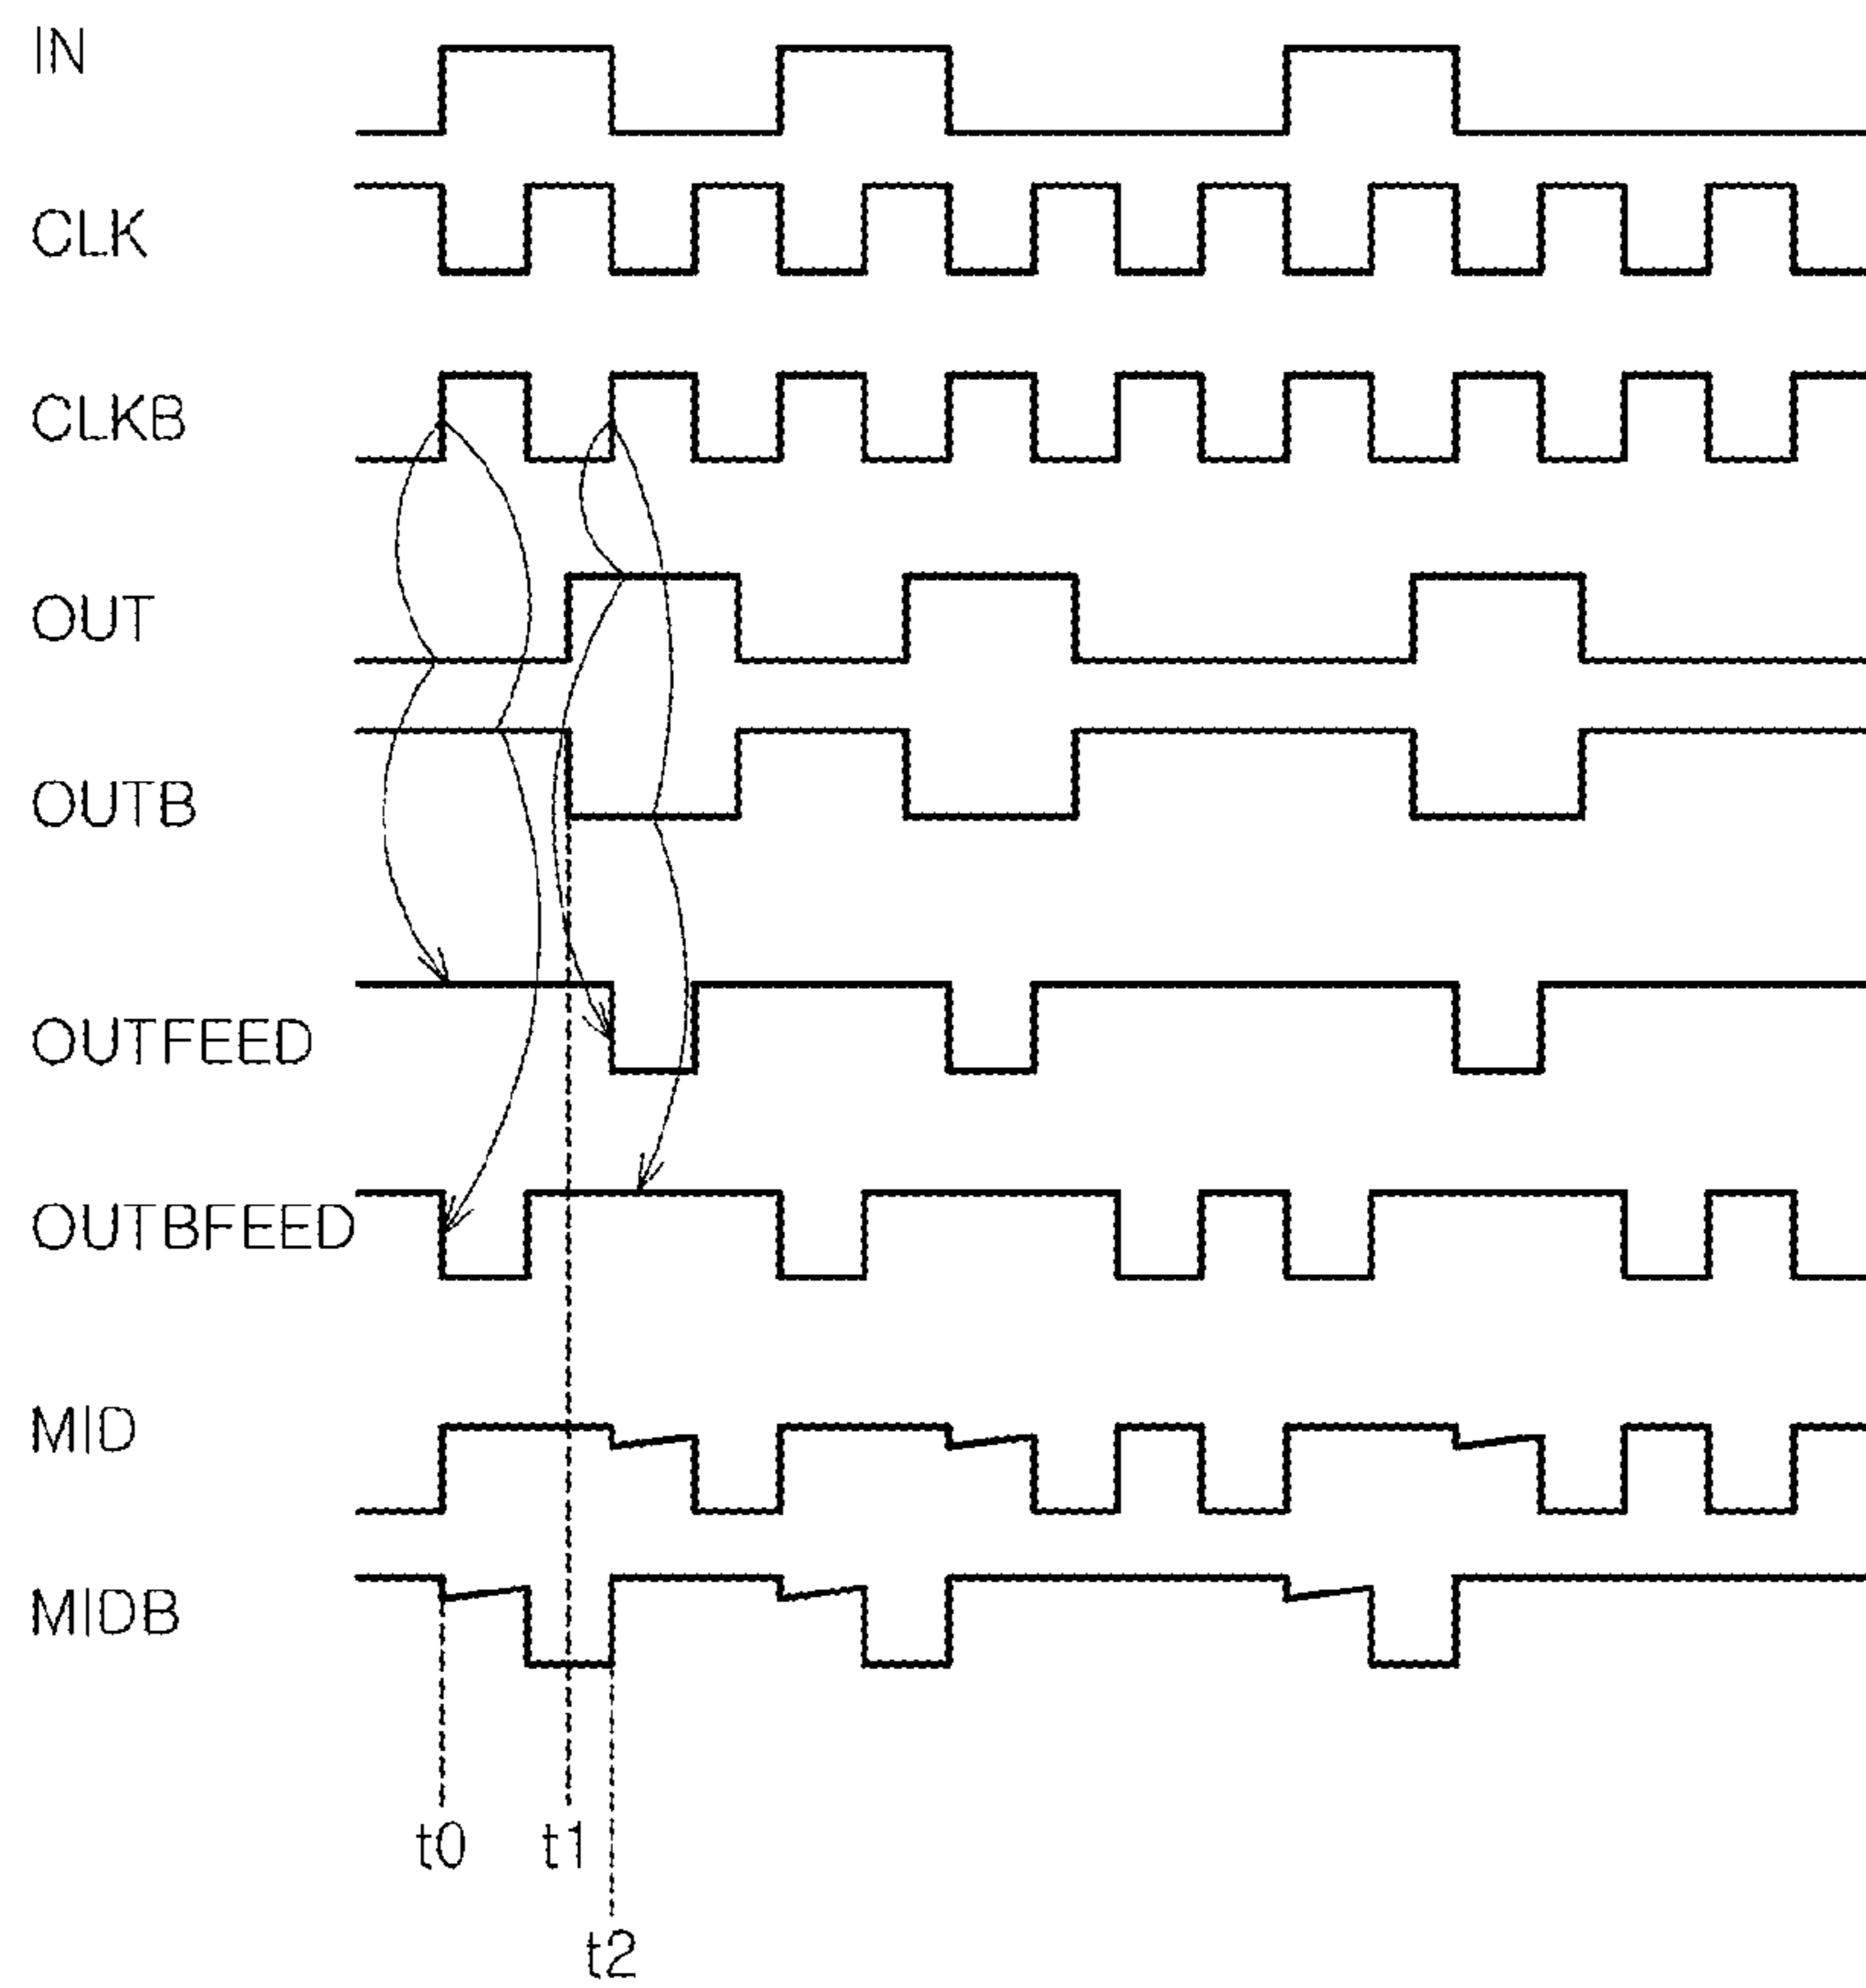 IN
CLK
CLKB
OUT
OUTB
OUTFEED
OUTBFEED
MID
MIDB
t0 t1
t2